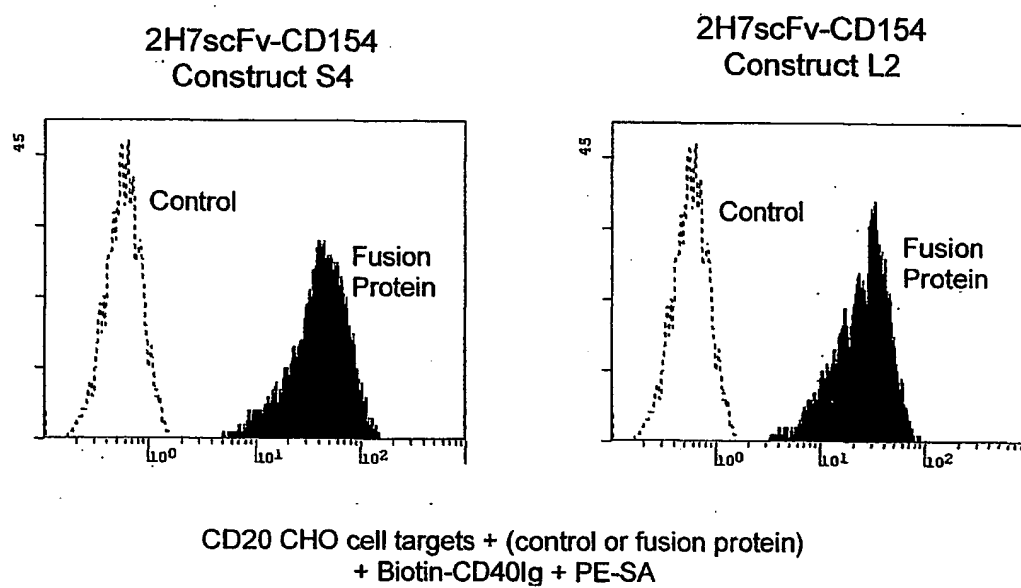 2H7scFv-CD154
Construct S4
2H7scFv-CD154
Construct L2
45
Control
Fusion
Protein
10⁰
10¹
10²
45
Control
Fusion
Protein
10⁰
10¹
10²
CD20 CHO cell targets + (control or fusion protein)
+ Biotin-CD40Ig + PE-SA